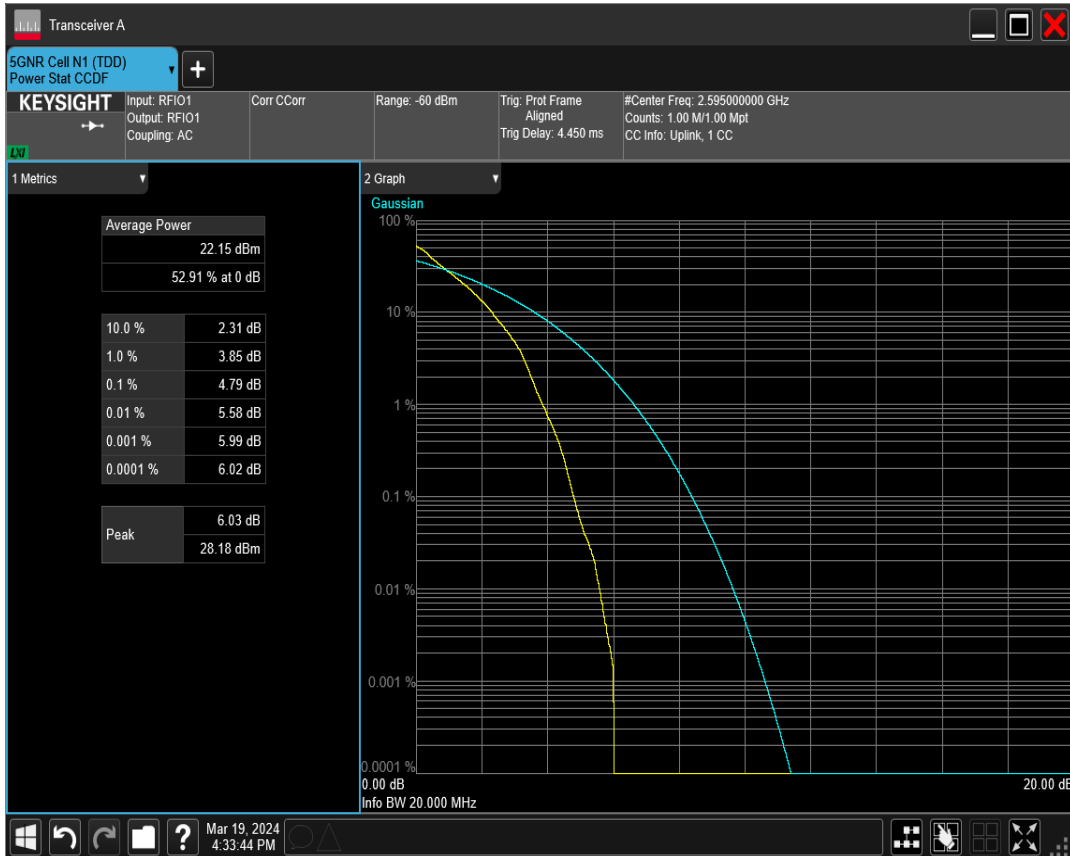 Transceiver A
5GNR Cell N1 (TDD)
Power Stat CCDF
+
KEYSIGHT
LXI
Input: RFIO1
Output: RFIO1
Coupling: AC
Corr CCorr
Range: -60 dBm
Trig: Prot Frame
Aligned
Trig Delay: 4.450 ms
#Center Freq: 2.595000000 GHz
Counts: 1.00 M/1.00 Mpt
CC Info: Uplink, 1 CC
1 Metrics
Average Power
22.15 dBm
52.91 % at 0 dB
10.0 % 2.31 dB
1.0 % 3.85 dB
0.1 % 4.79 dB
0.01 % 5.58 dB
0.001 % 5.99 dB
0.0001 % 6.02 dB
Peak 6.03 dB
28.18 dBm
2 Graph
Gaussian
100 %
10 %
1 %
0.1 %
0.01 %
0.001 %
0.0001 %
0.00 dB 20.00 dB
Info BW 20.000 MHz
?
Mar 19, 2024
4:33:44 PM